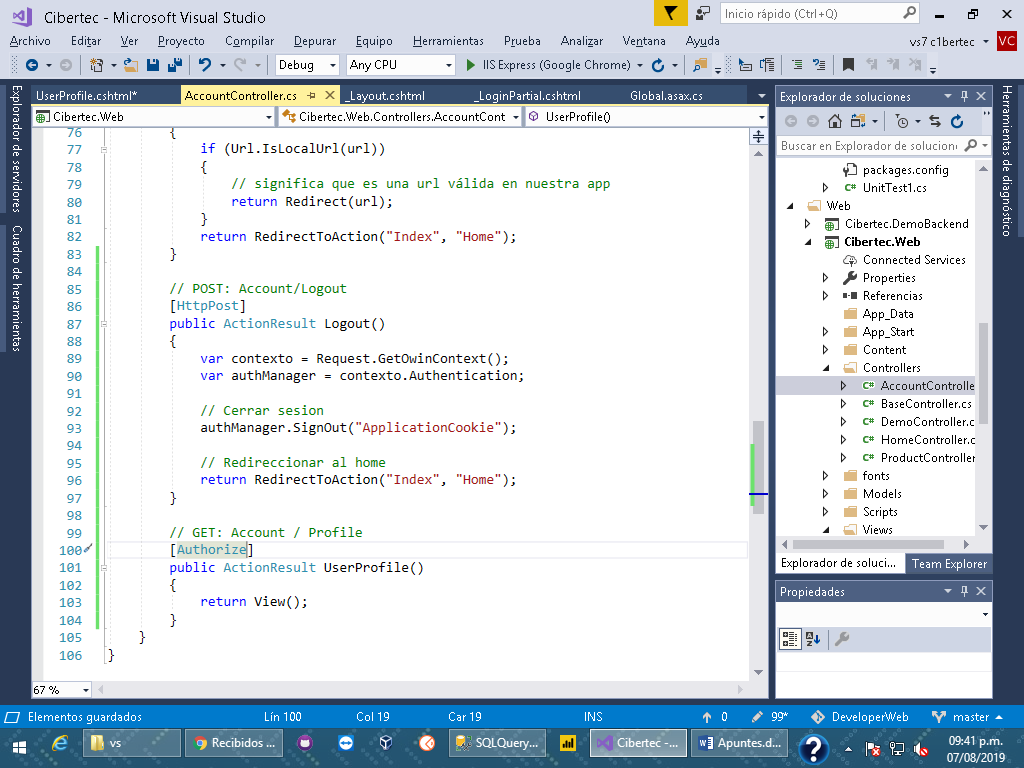 Cibertec - Microsoft Visual Studio
Inicio rápido (Ctrl+Q)
Archivo Editar Ver Proyecto Compilar Depurar Equipo Herramientas Prueba Analizar Ventana Ayuda
vs7 c1bertec VC
Debug Any CPU IIS Express (Google Chrome)
Explorador de servidores
Cuadro de herramientas
UserProfile.cshtml* AccountController.cs _Layout.cshtml _LoginPartial.cshtml Global.asax.cs
Cibertec.Web Cibertec.Web.Controllers.AccountCont UserProfile()
76 {
77 if (Url.IsLocalUrl(url))
78 {
79 // significa que es una url válida en nuestra app
80 return Redirect(url);
81 }
82 return RedirectToAction("Index", "Home");
83 }
84
85 // POST: Account/Logout
86 [HttpPost]
87 public ActionResult Logout()
88 {
89 var contexto = Request.GetOwinContext();
90 var authManager = contexto.Authentication;
91
92 // Cerrar sesion
93 authManager.SignOut("ApplicationCookie");
94
95 // Redireccionar al home
96 return RedirectToAction("Index", "Home");
97 }
98
99 // GET: Account / Profile
100 [Authorize]
101 public ActionResult UserProfile()
102 {
103 return View();
104 }
105 }
106 }
67 %
Explorador de soluciones
Buscar en Explorador de solucione
packages.config
C# UnitTest1.cs
Web
Cibertec.DemoBackend
Cibertec.Web
Connected Services
Properties
Referencias
App_Data
App_Start
Content
Controllers
C# AccountControlle
C# BaseController.cs
C# DemoController.c
C# HomeController.c
C# ProductController
fonts
Models
Scripts
Views
Explorador de soluci... Team Explorer
Propiedades
Herramientas de diagnóstico
Elementos guardados Lín 100 Col 19 Car 19 INS 0 99* DeveloperWeb master
vs Recibidos ... SQLQuery... Cibertec -... Apuntes.d...
09:41 p.m.
07/08/2019